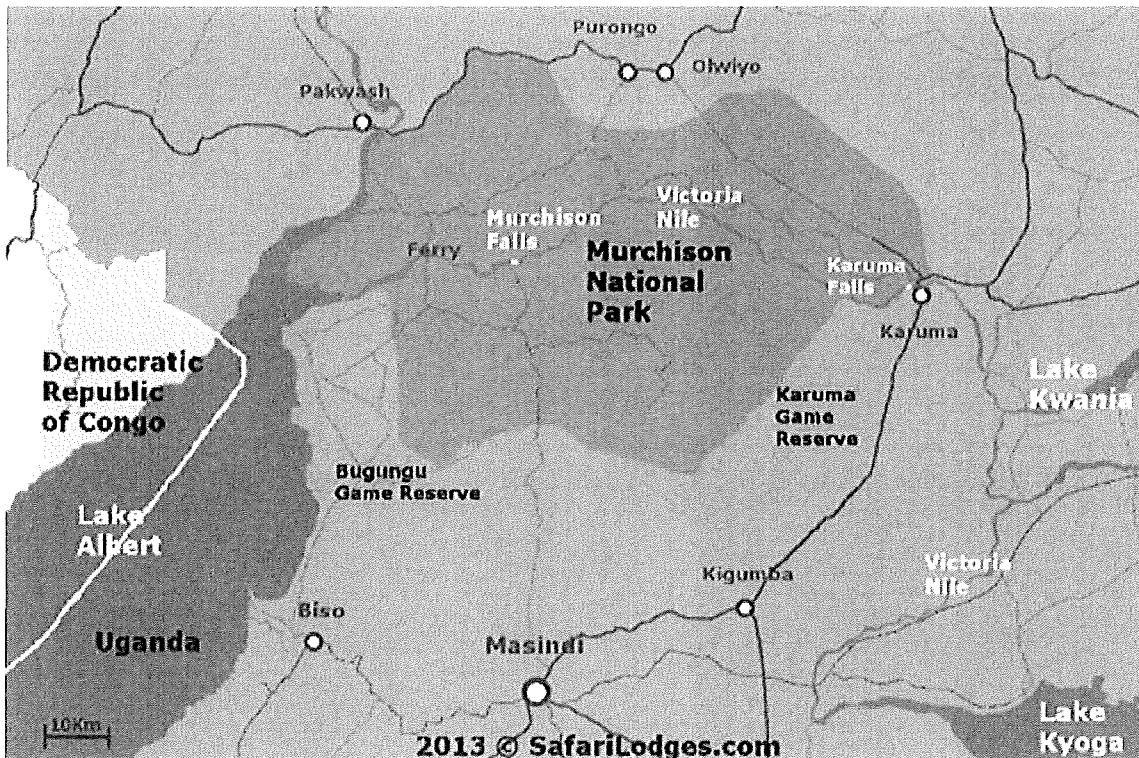 Purongo
Olwiyo
Pakwash
Victoria
Nile
Murchison
Falls
Ferry
Murchison
National
Park
Karuma
Falls
Karuma
Democratic
Republic
of Congo
Lake
Kwania
Karuma
Game
Reserve
Bugungu
Game Reserve
Lake
Albert
Victoria
Nile
Kigumba
Biso
Uganda
Masindi
10Km
Lake
Kyoga
2013 © SafariLodges.com